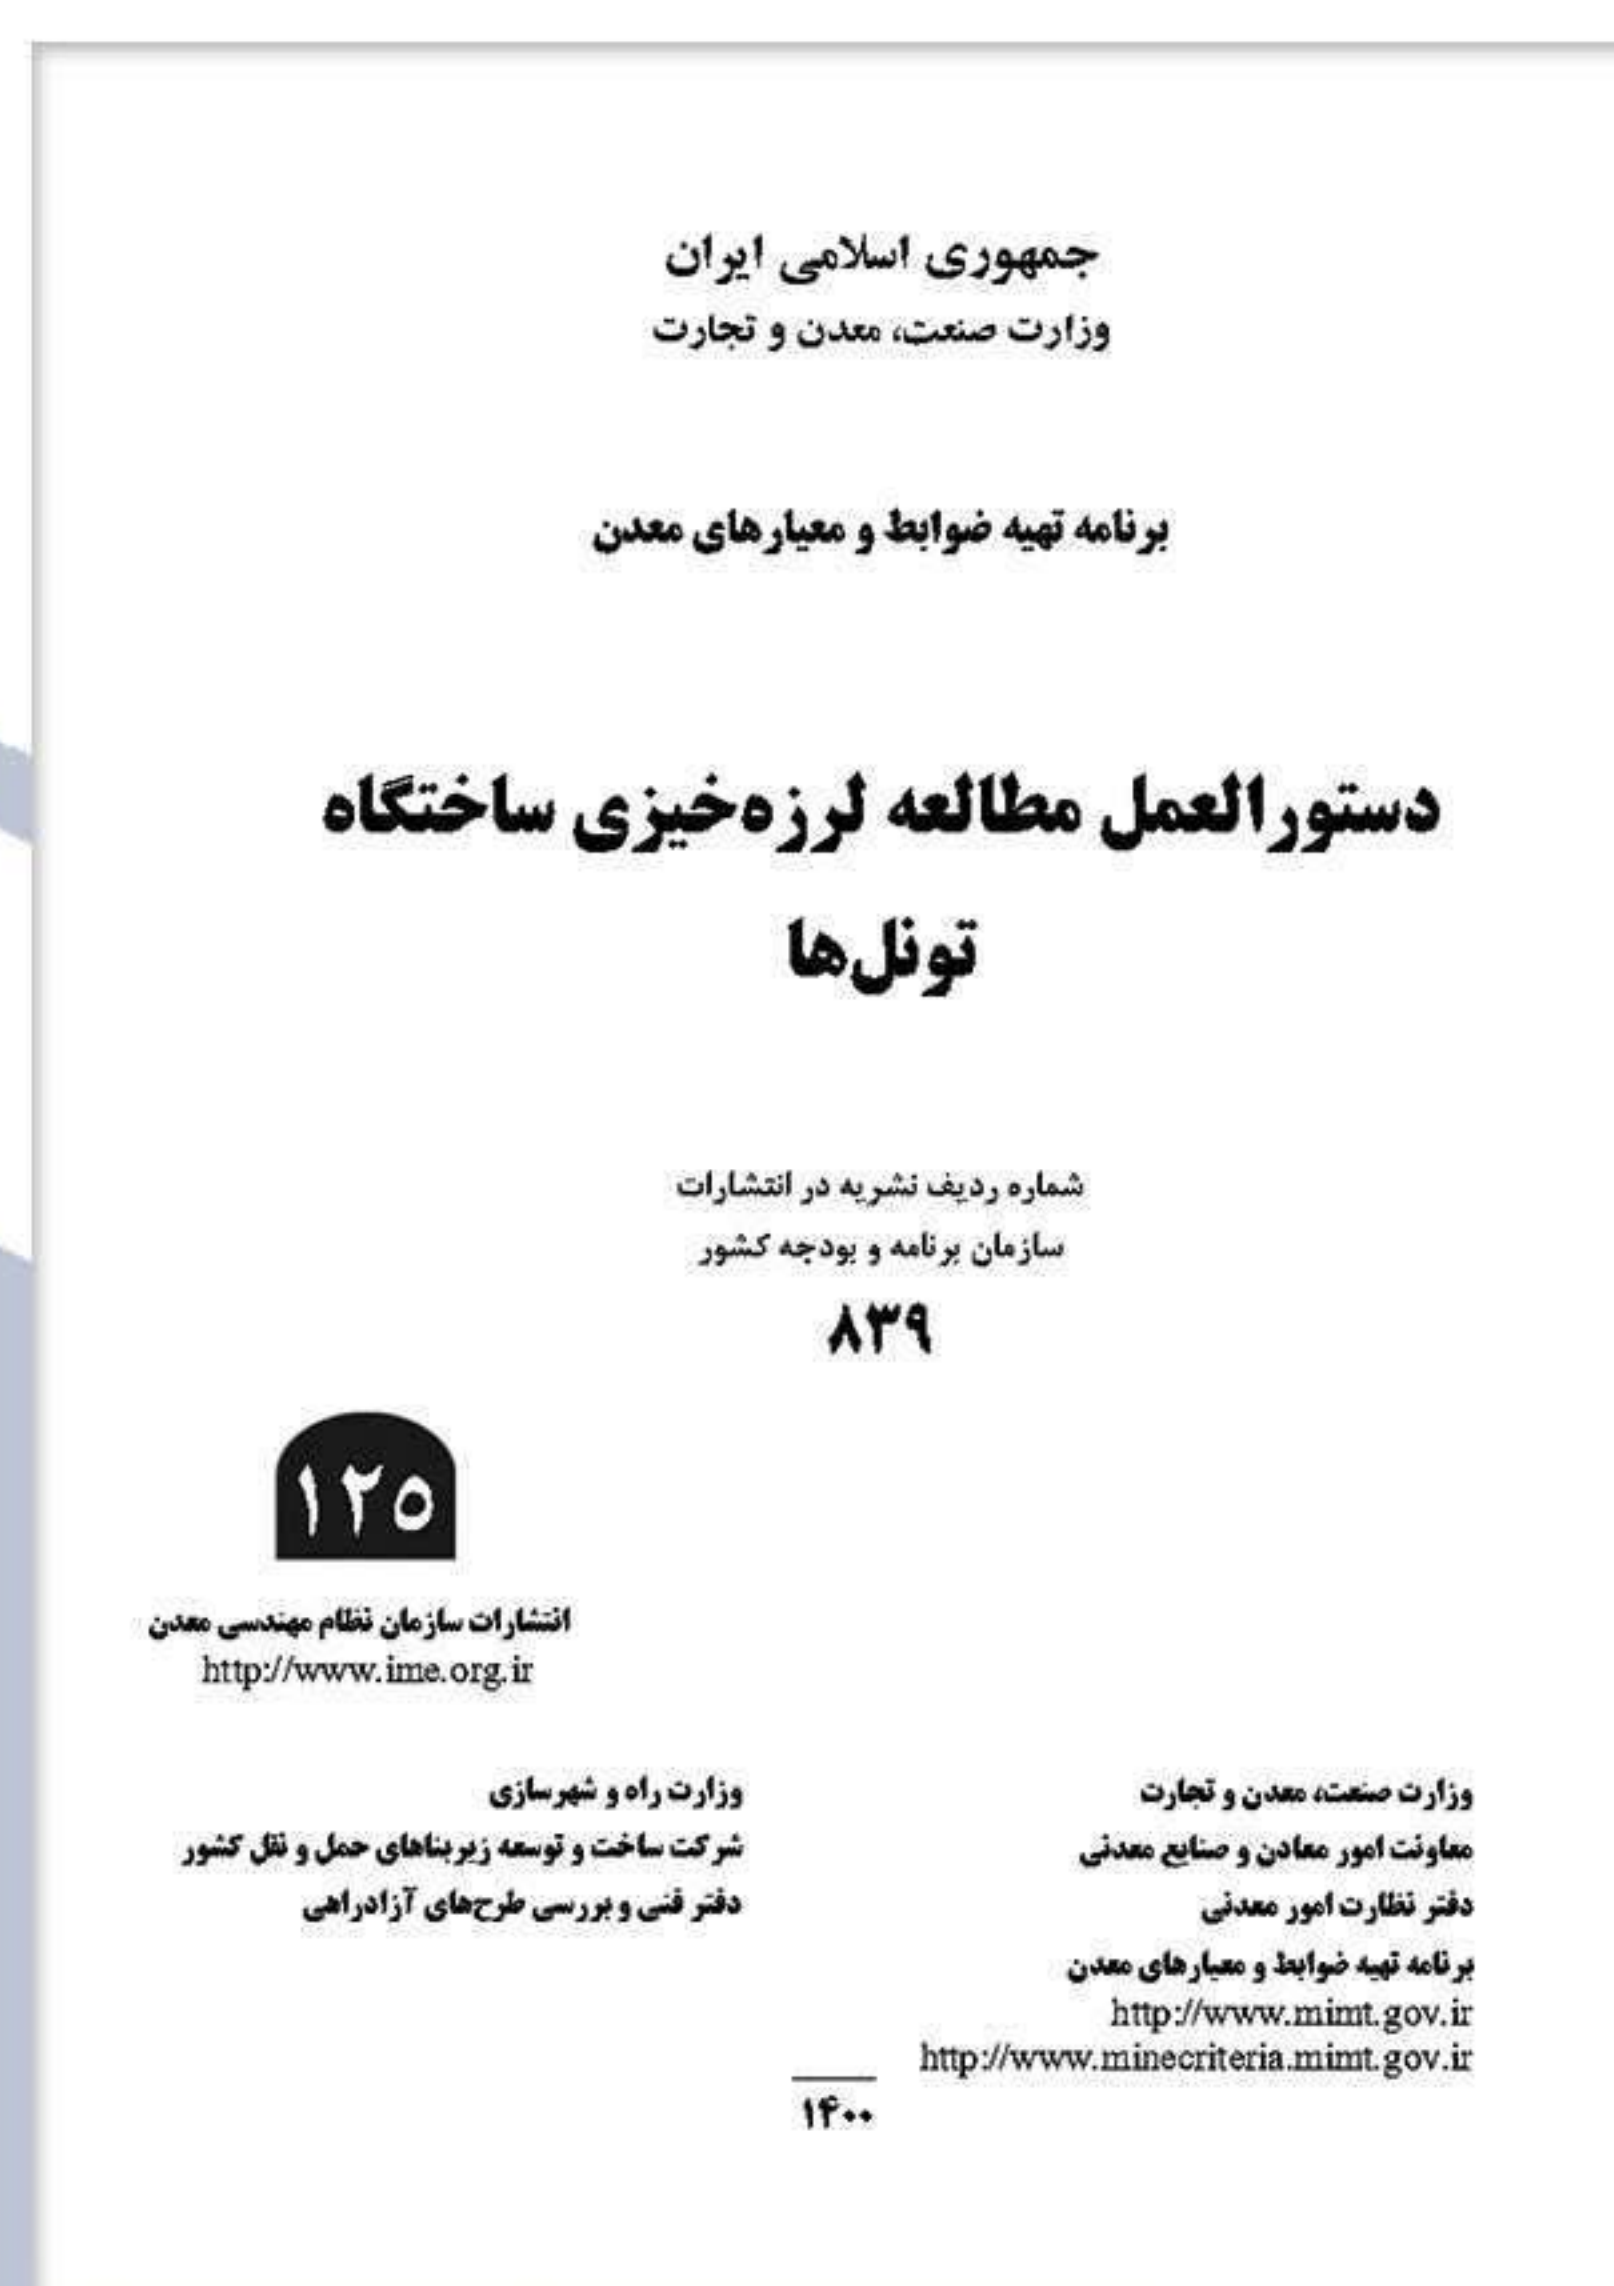 جمهوری اسلامی ایران
وزارت صنعت، معدن و تجارت
برنامه تهیه ضوابط و معیارهای معدن
دستورالعمل مطالعه لرزه‌خیزی ساختگاه
تونل‌ها
شماره ردیف نشریه در انتشارات
سازمان برنامه و بودجه کشور
۸۳۹
۱۲۵
انتشارات سازمان نظام مهندسی معدن
http://www.ime.org.ir
وزارت صنعت، معدن و تجارت
معاونت امور معادن و صنایع معدنی
دفتر نظارت امور معدنی
برنامه تهیه ضوابط و معیارهای معدن
http://www.mimt.gov.ir
http://www.minecriteria.mimt.gov.ir
وزارت راه و شهرسازی
شرکت ساخت و توسعه زیربناهای حمل و نقل کشور
دفتر فنی و بررسی طرح‌های آزادراهی
۱۴۰۰